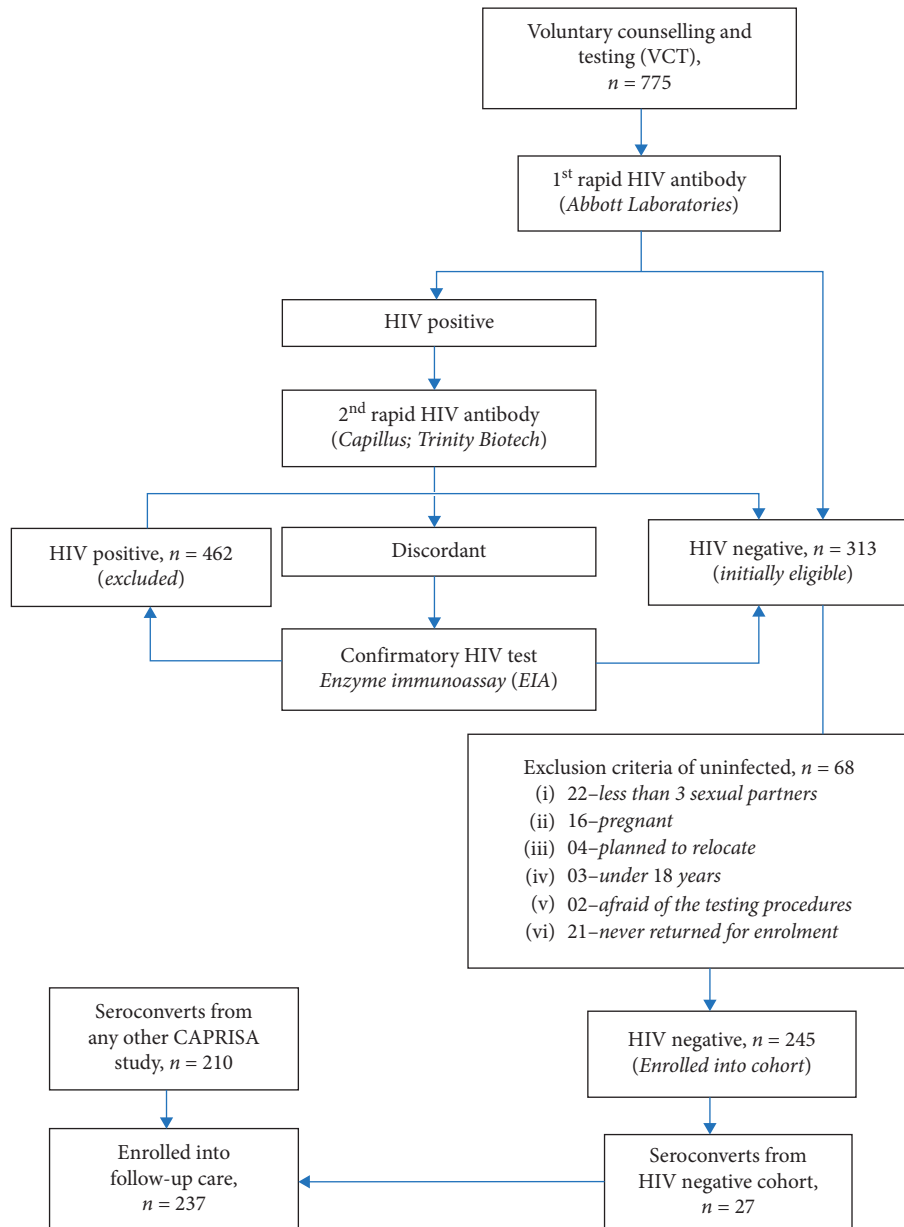 Voluntary counselling and
testing (VCT),
n = 775
1st rapid HIV antibody
(Abbott Laboratories)
HIV positive
2nd rapid HIV antibody
(Capillus; Trinity Biotech)
HIV positive, n = 462
(excluded)
Discordant
HIV negative, n = 313
(initially eligible)
Confirmatory HIV test
Enzyme immunoassay (EIA)
Exclusion criteria of uninfected, n = 68
(i) 22–less than 3 sexual partners
(ii) 16–pregnant
(iii) 04–planned to relocate
(iv) 03–under 18 years
(v) 02–afraid of the testing procedures
(vi) 21–never returned for enrolment
Seroconverts from
any other CAPRISA
study, n = 210
HIV negative, n = 245
(Enrolled into cohort)
Enrolled into
follow-up care,
n = 237
Seroconverts from
HIV negative cohort,
n = 27